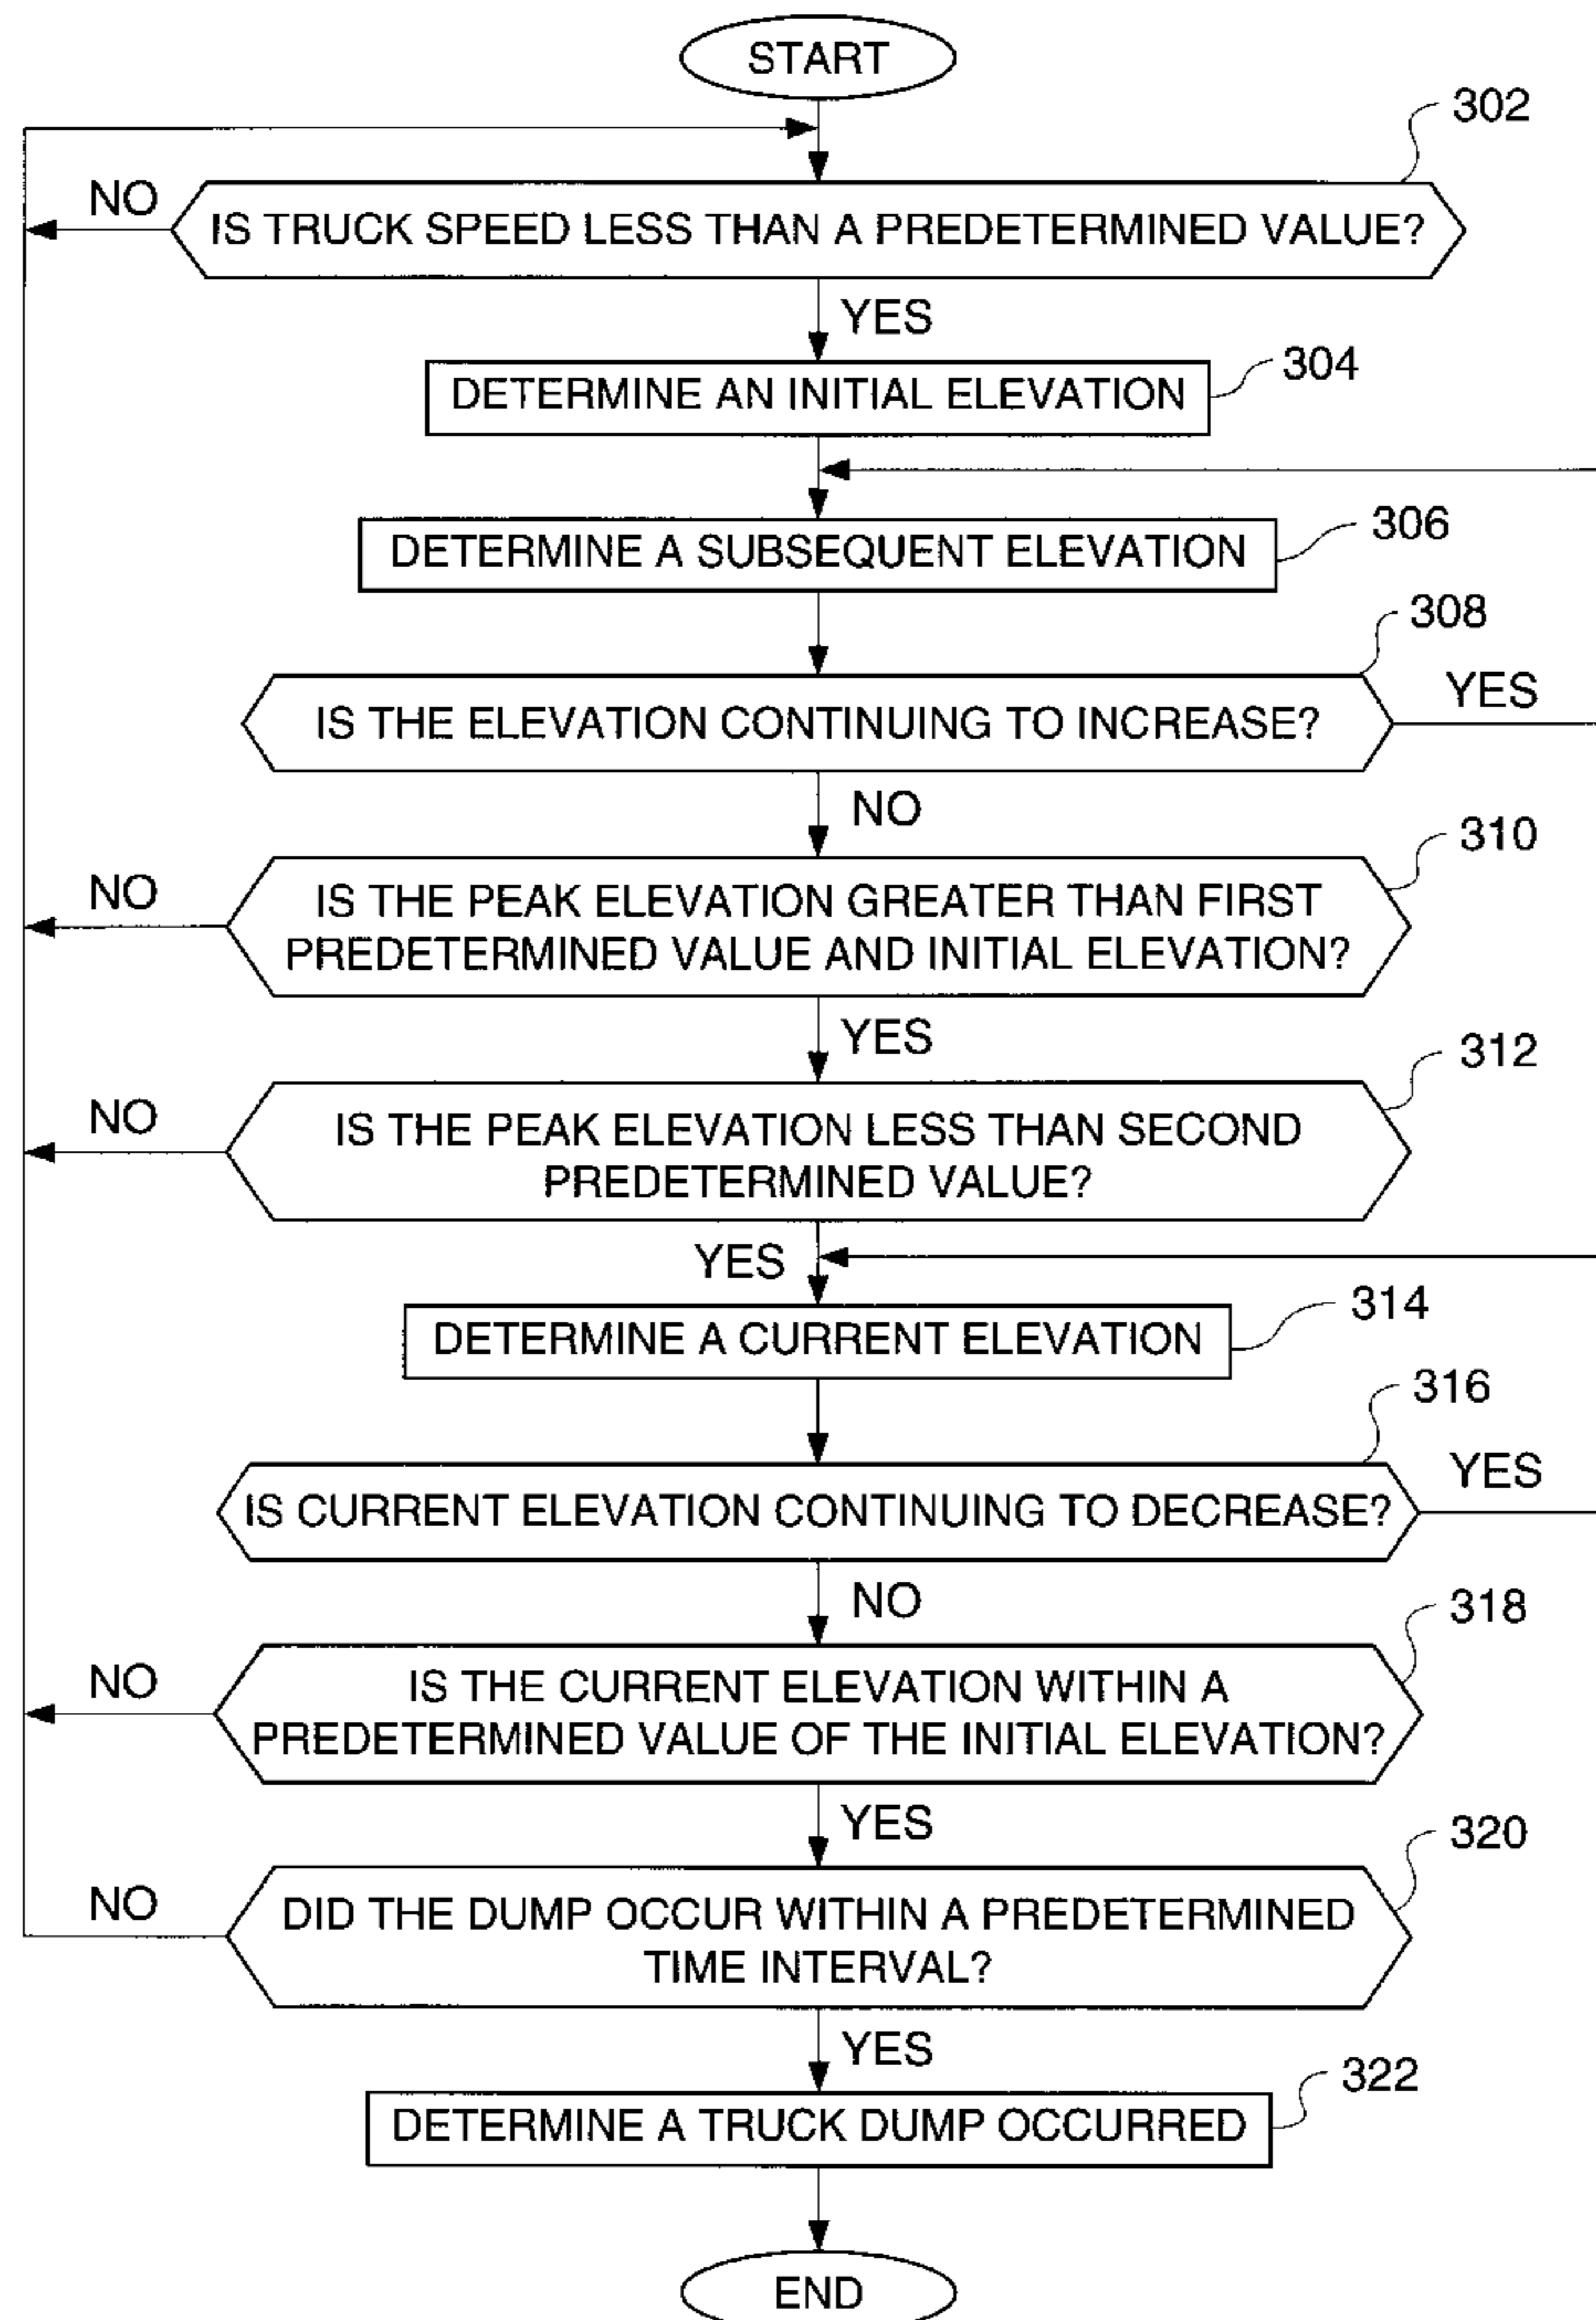 START
302
NO
IS TRUCK SPEED LESS THAN A PREDETERMINED VALUE?
YES
304
DETERMINE AN INITIAL ELEVATION
306
DETERMINE A SUBSEQUENT ELEVATION
308
IS THE ELEVATION CONTINUING TO INCREASE?
YES
NO
310
NO
IS THE PEAK ELEVATION GREATER THAN FIRST
PREDETERMINED VALUE AND INITIAL ELEVATION?
YES
312
NO
IS THE PEAK ELEVATION LESS THAN SECOND
PREDETERMINED VALUE?
YES
314
DETERMINE A CURRENT ELEVATION
316
IS CURRENT ELEVATION CONTINUING TO DECREASE?
YES
NO
318
NO
IS THE CURRENT ELEVATION WITHIN A
PREDETERMINED VALUE OF THE INITIAL ELEVATION?
YES
320
NO
DID THE DUMP OCCUR WITHIN A PREDETERMINED
TIME INTERVAL?
YES
322
DETERMINE A TRUCK DUMP OCCURRED
END